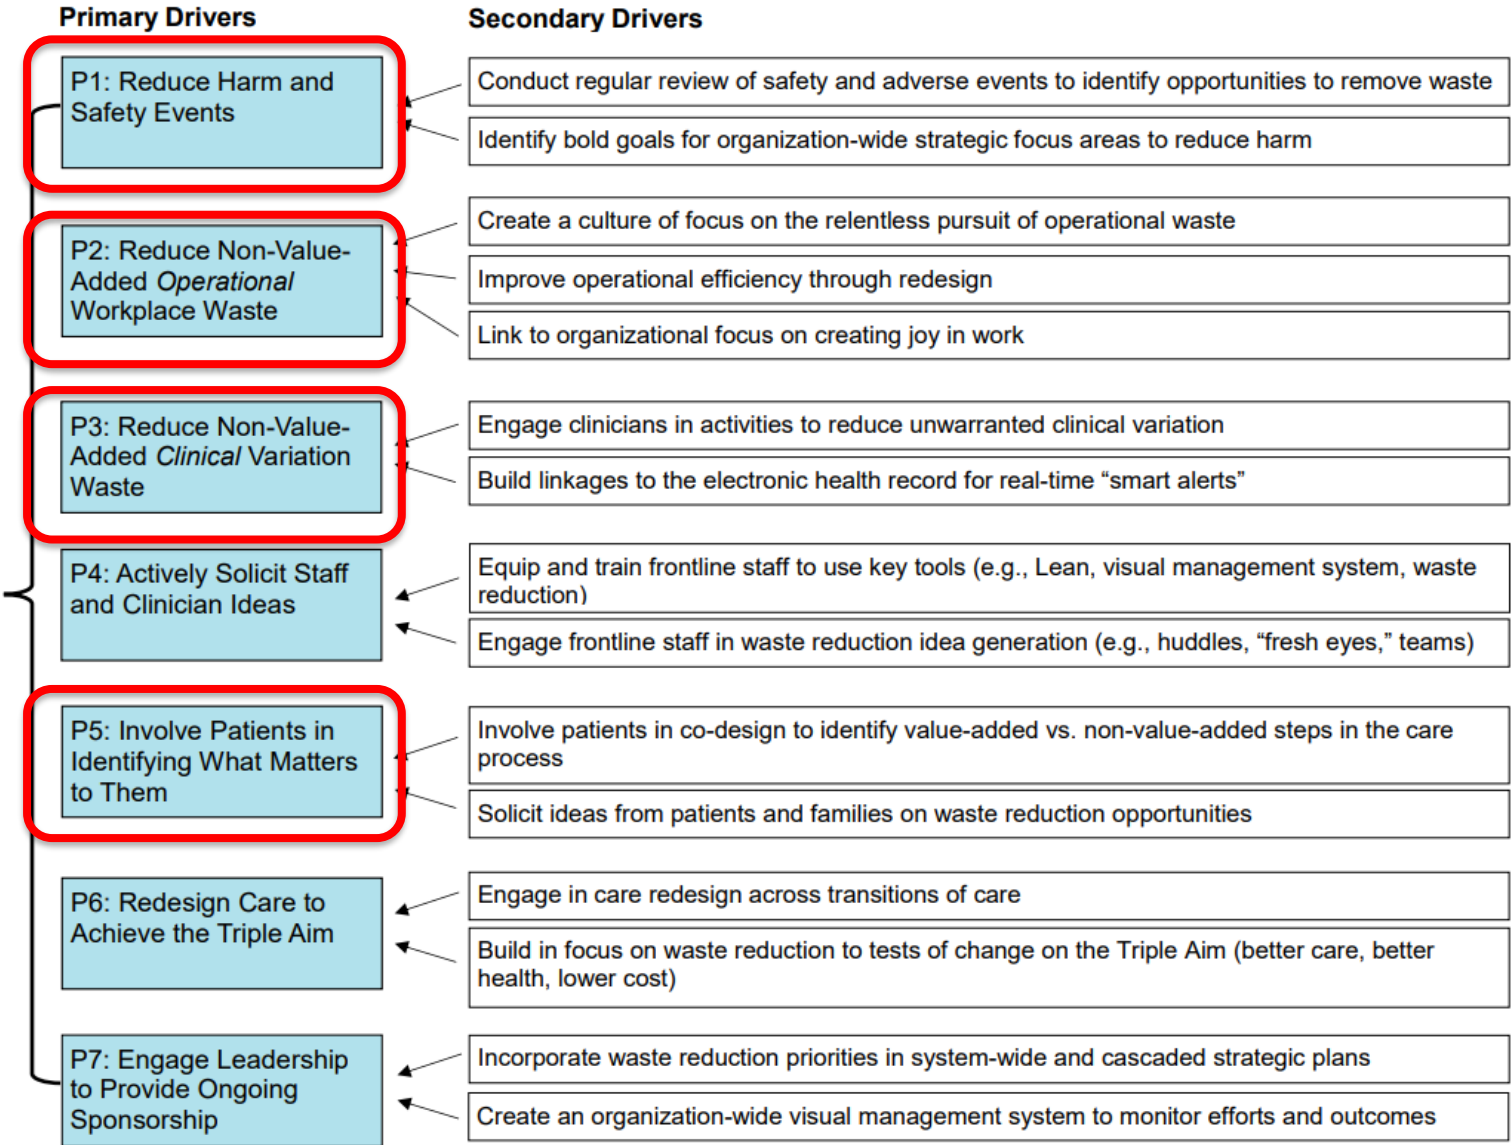 Primary Drivers
Secondary Drivers
P1: Reduce Harm and
Safety Events
Conduct regular review of safety and adverse events to identify opportunities to remove waste
Identify bold goals for organization-wide strategic focus areas to reduce harm
P2: Reduce Non-Value-
Added Operational
Workplace Waste
Create a culture of focus on the relentless pursuit of operational waste
Improve operational efficiency through redesign
Link to organizational focus on creating joy in work
P3: Reduce Non-Value-
Added Clinical Variation
Waste
Engage clinicians in activities to reduce unwarranted clinical variation
Build linkages to the electronic health record for real-time “smart alerts”
P4: Actively Solicit Staff
and Clinician Ideas
Equip and train frontline staff to use key tools (e.g., Lean, visual management system, waste
reduction)
Engage frontline staff in waste reduction idea generation (e.g., huddles, “fresh eyes,” teams)
P5: Involve Patients in
Identifying What Matters
to Them
Involve patients in co-design to identify value-added vs. non-value-added steps in the care
process
Solicit ideas from patients and families on waste reduction opportunities
P6: Redesign Care to
Achieve the Triple Aim
Engage in care redesign across transitions of care
Build in focus on waste reduction to tests of change on the Triple Aim (better care, better
health, lower cost)
P7: Engage Leadership
to Provide Ongoing
Sponsorship
Incorporate waste reduction priorities in system-wide and cascaded strategic plans
Create an organization-wide visual management system to monitor efforts and outcomes